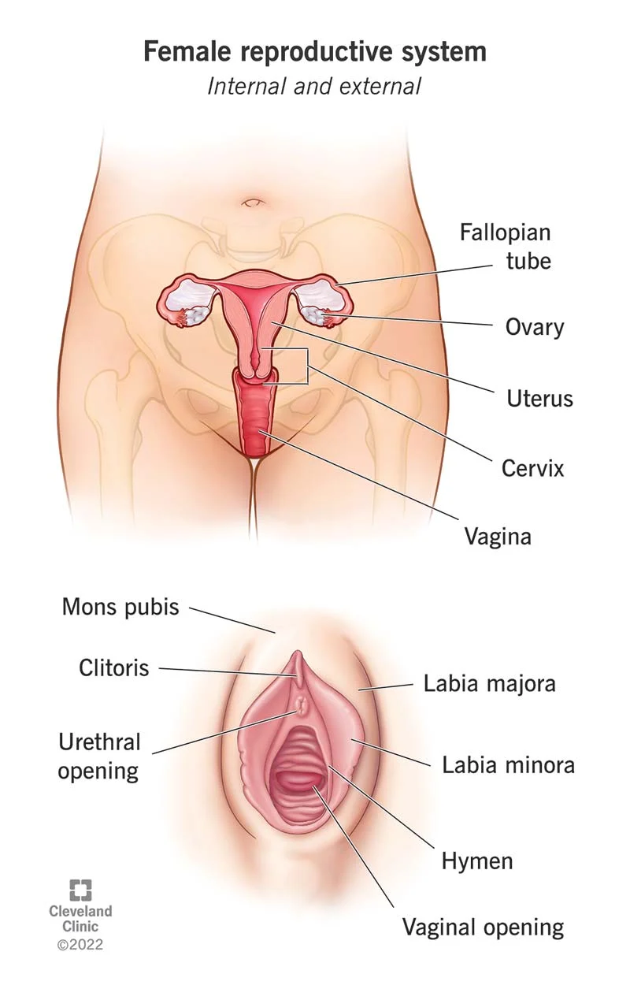 Female reproductive system
Internal and external
Fallopian
tube
Ovary
Uterus
Cervix
Vagina
Mons pubis
Clitoris
Labia majora
Urethral
opening
Labia minora
Hymen
Vaginal opening
Cleveland
Clinic
©2022